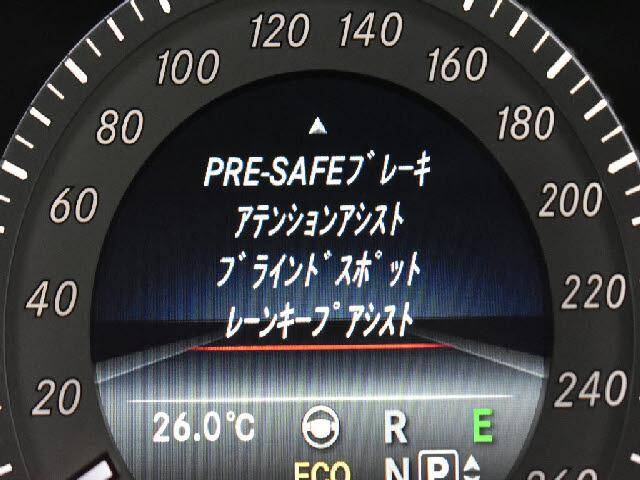 120 140
100 160
80 180
60 200
40 220
20 240
260
▲
PRE-SAFEブレーキ
アテンションアシスト
ブラインドスポット
レーンキープアシスト
26.0℃ R E
ECO N P